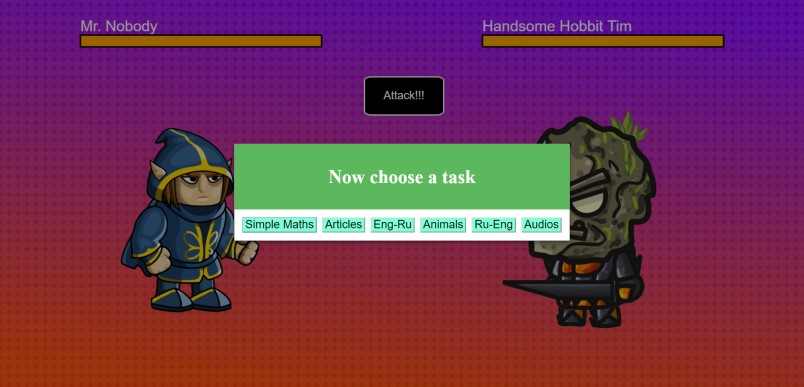 Mr. Nobody
Handsome Hobbit Tim
Attack!!!
Now choose a task
Simple Maths Articles Eng-Ru Animals Ru-Eng Audios